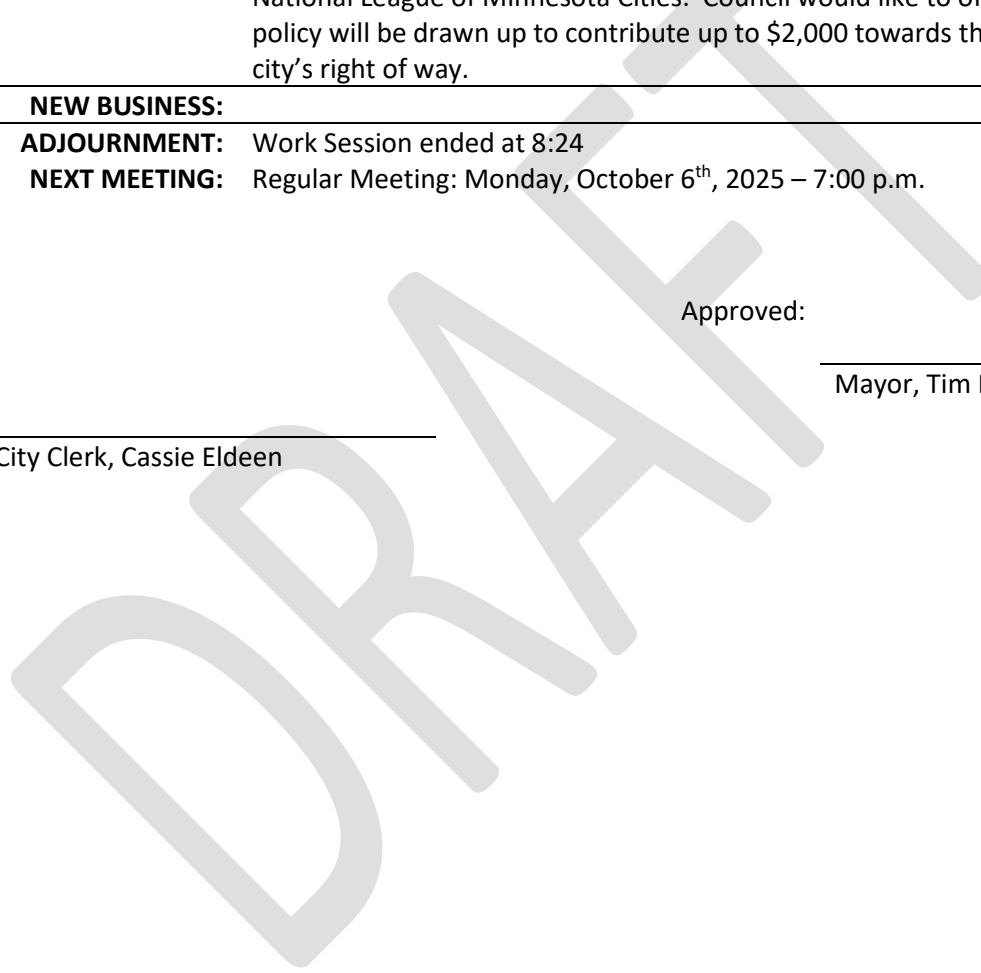 National League of Minnesota Cities. Council would like to
policy will be drawn up to contribute up to $2,000 towards
city's right of way.
NEW BUSINESS:
ADJOURNMENT: Work Session ended at 8:24
NEXT MEETING: Regular Meeting: Monday, October 6th, 2025 – 7:00 p.m.
Approved:
Mayor, Tim
City Clerk, Cassie Eldeen
DRAFT